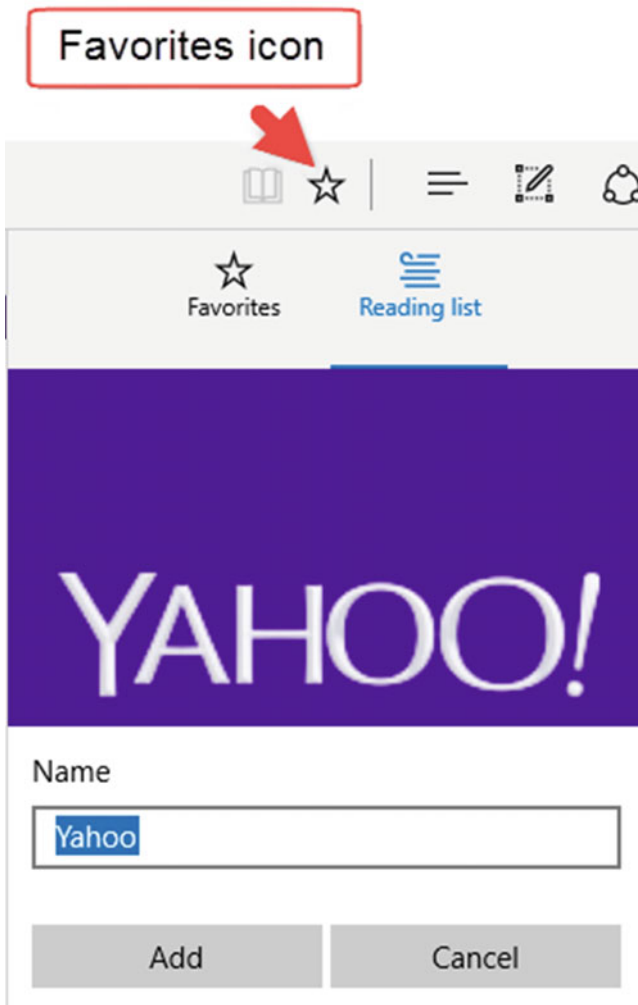 Favorites icon
Favorites
Reading list
YAHOO!
Name
Yahoo
Add
Cancel